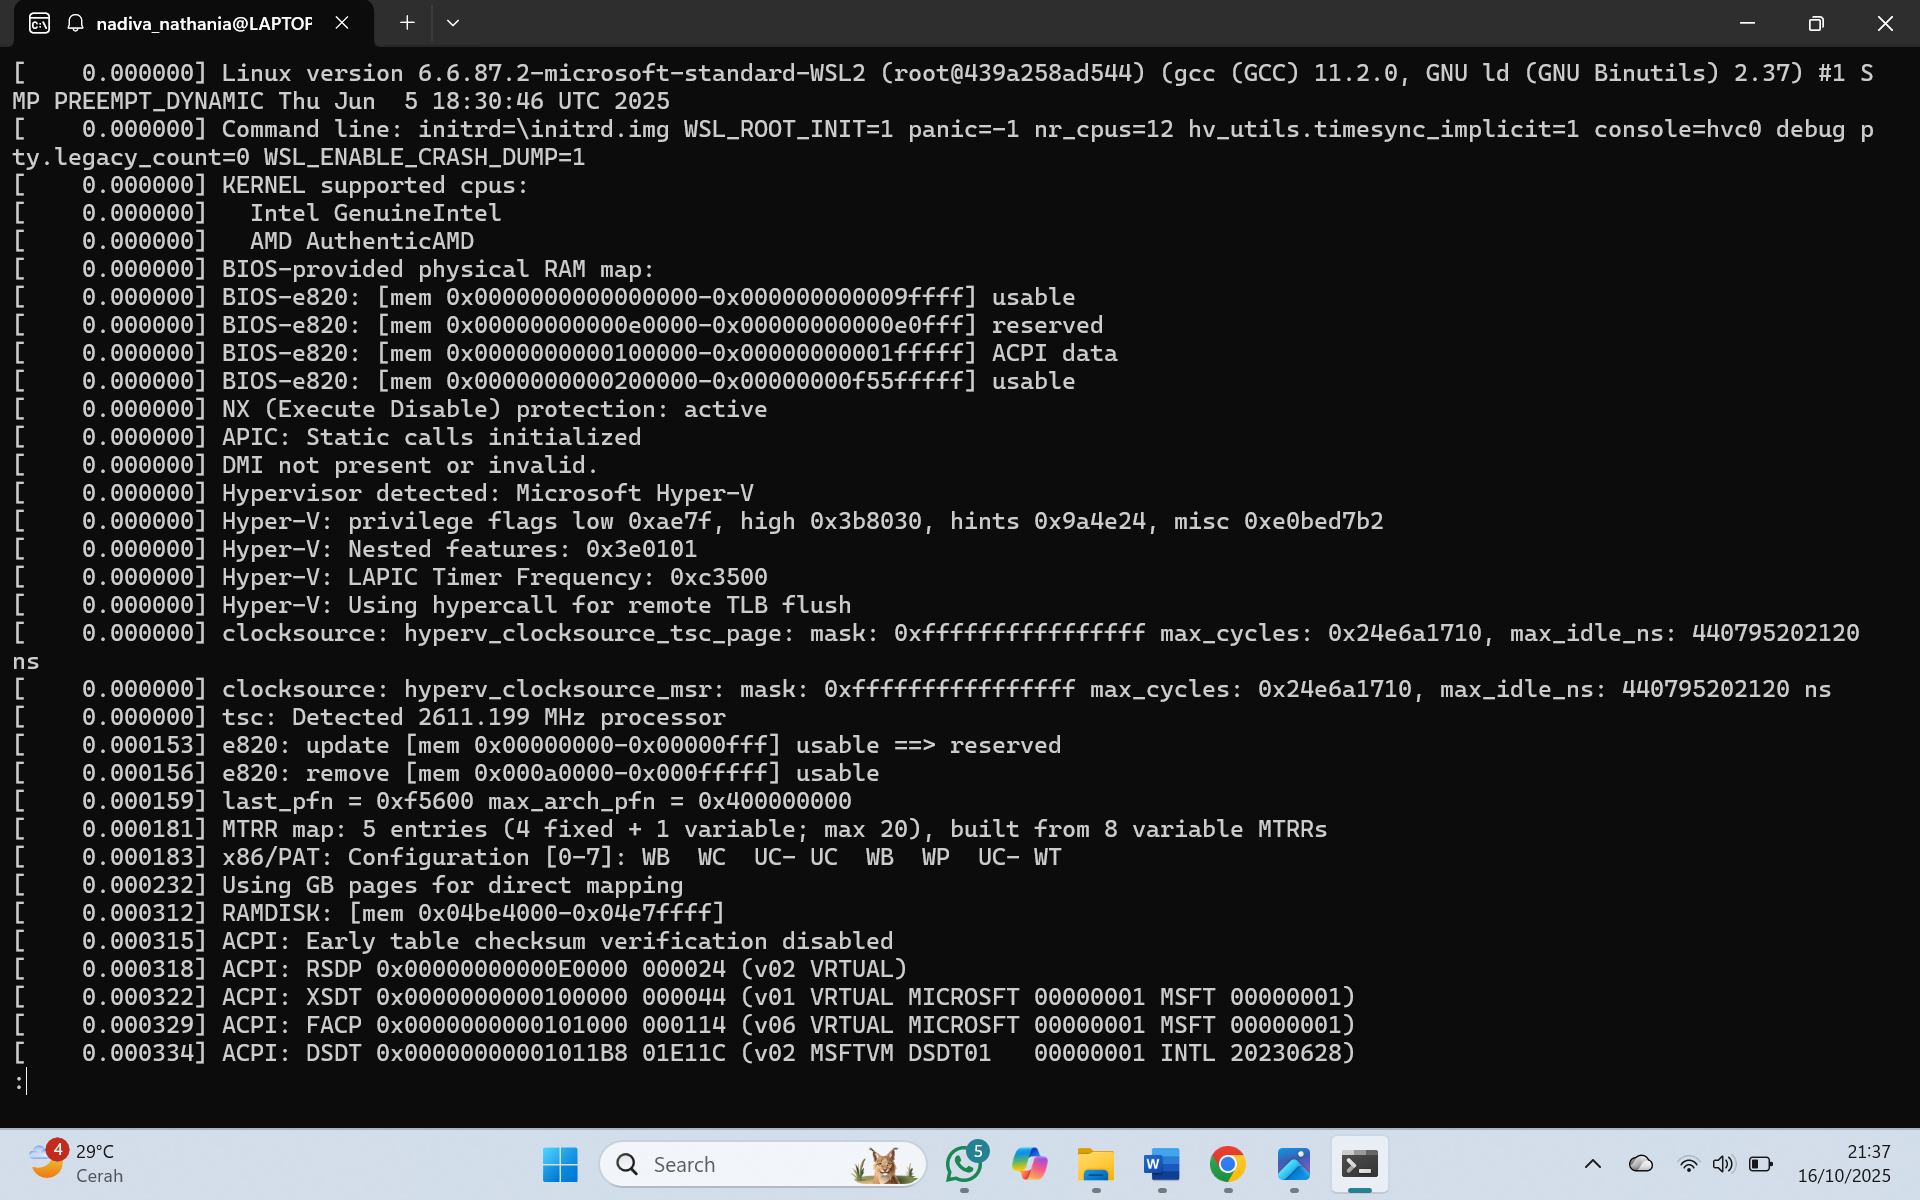 nadiva_nathania@LAPTOP
[    0.000000] Linux version 6.6.87.2-microsoft-standard-WSL2 (root@439a258ad544) (gcc (GCC) 11.2.0, GNU ld (GNU Binutils) 2.37) #1 S
MP PREEMPT_DYNAMIC Thu Jun  5 18:30:46 UTC 2025
[    0.000000] Command line: initrd=\initrd.img WSL_ROOT_INIT=1 panic=-1 nr_cpus=12 hv_utils.timesync_implicit=1 console=hvc0 debug p
ty.legacy_count=0 WSL_ENABLE_CRASH_DUMP=1
[    0.000000] KERNEL supported cpus:
[    0.000000]   Intel GenuineIntel
[    0.000000]   AMD AuthenticAMD
[    0.000000] BIOS-provided physical RAM map:
[    0.000000] BIOS-e820: [mem 0x0000000000000000-0x000000000009ffff] usable
[    0.000000] BIOS-e820: [mem 0x00000000000e0000-0x00000000000e0fff] reserved
[    0.000000] BIOS-e820: [mem 0x0000000000100000-0x00000000001fffff] ACPI data
[    0.000000] BIOS-e820: [mem 0x0000000000200000-0x00000000f55fffff] usable
[    0.000000] NX (Execute Disable) protection: active
[    0.000000] APIC: Static calls initialized
[    0.000000] DMI not present or invalid.
[    0.000000] Hypervisor detected: Microsoft Hyper-V
[    0.000000] Hyper-V: privilege flags low 0xae7f, high 0x3b8030, hints 0x9a4e24, misc 0xe0bed7b2
[    0.000000] Hyper-V: Nested features: 0x3e0101
[    0.000000] Hyper-V: LAPIC Timer Frequency: 0xc3500
[    0.000000] Hyper-V: Using hypercall for remote TLB flush
[    0.000000] clocksource: hyperv_clocksource_tsc_page: mask: 0xffffffffffffffff max_cycles: 0x24e6a1710, max_idle_ns: 440795202120
ns
[    0.000000] clocksource: hyperv_clocksource_msr: mask: 0xffffffffffffffff max_cycles: 0x24e6a1710, max_idle_ns: 440795202120 ns
[    0.000000] tsc: Detected 2611.199 MHz processor
[    0.000153] e820: update [mem 0x00000000-0x00000fff] usable ==> reserved
[    0.000156] e820: remove [mem 0x000a0000-0x000fffff] usable
[    0.000159] last_pfn = 0xf5600 max_arch_pfn = 0x400000000
[    0.000181] MTRR map: 5 entries (4 fixed + 1 variable; max 20), built from 8 variable MTRRs
[    0.000183] x86/PAT: Configuration [0-7]: WB  WC  UC- UC  WB  WP  UC- WT
[    0.000232] Using GB pages for direct mapping
[    0.000312] RAMDISK: [mem 0x04be4000-0x04e7ffff]
[    0.000315] ACPI: Early table checksum verification disabled
[    0.000318] ACPI: RSDP 0x00000000000E0000 000024 (v02 VRTUAL)
[    0.000322] ACPI: XSDT 0x0000000000100000 000044 (v01 VRTUAL MICROSFT 00000001 MSFT 00000001)
[    0.000329] ACPI: FACP 0x0000000000101000 000114 (v06 VRTUAL MICROSFT 00000001 MSFT 00000001)
[    0.000334] ACPI: DSDT 0x00000000001011B8 01E11C (v02 MSFTVM DSDT01   00000001 INTL 20230628)
:
4
29°C
Cerah
Search
5
21:37
16/10/2025